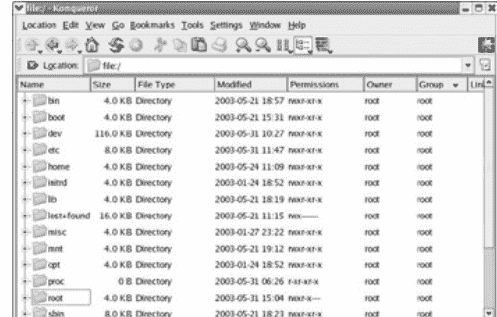 file:/ - Konqueror
Location Edit View Go Bookmarks Tools Settings Window Help
Location: file:/
Name Size File Type Modified Permissions Owner Group Link
bin 4.0 KB Directory 2003-05-21 18:57 rwxr-xr-x root root
boot 4.0 KB Directory 2003-05-21 15:31 rwxr-xr-x root root
dev 116.0 KB Directory 2003-05-31 10:27 rwxr-xr-x root root
etc 8.0 KB Directory 2003-05-31 11:47 rwxr-xr-x root root
home 4.0 KB Directory 2003-05-24 11:09 rwxr-xr-x root root
initrd 4.0 KB Directory 2003-01-24 18:52 rwxr-xr-x root root
lib 4.0 KB Directory 2003-05-21 18:19 rwxr-xr-x root root
lost+found 16.0 KB Directory 2003-05-21 11:15 rwx------ root root
misc 4.0 KB Directory 2003-01-27 23:22 rwxr-xr-x root root
mnt 4.0 KB Directory 2003-05-21 19:12 rwxr-xr-x root root
opt 4.0 KB Directory 2003-01-24 18:52 rwxr-xr-x root root
proc 0 B Directory 2003-05-31 06:26 r-xr-xr-x root root
root 4.0 KB Directory 2003-05-31 15:04 rwxr-x--- root root
sbin 8.0 KB Directory 2003-05-21 18:23 rwxr-xr-x root root